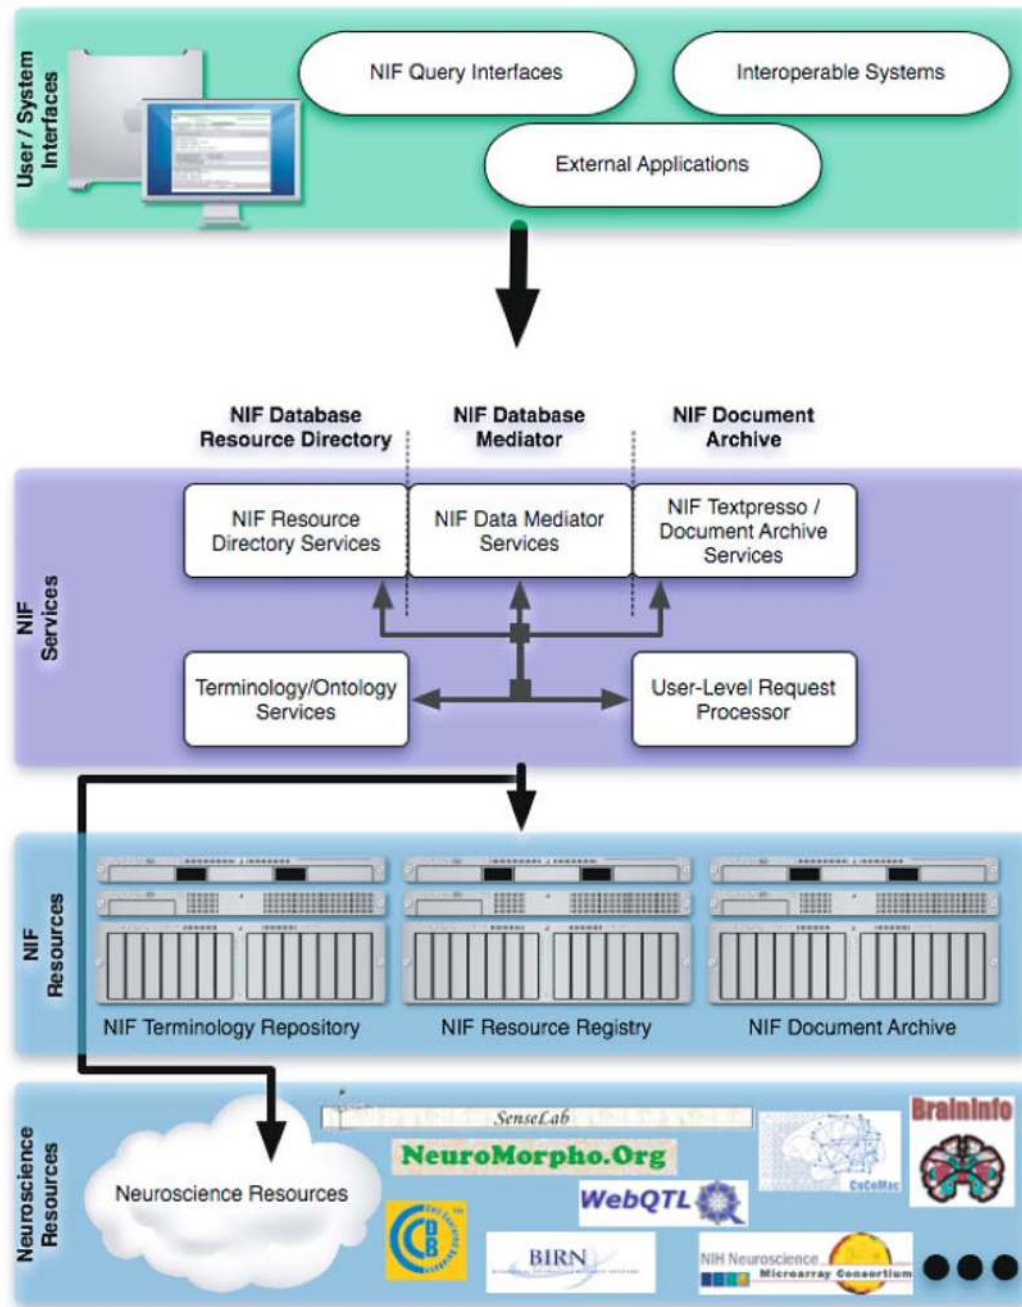 User / System
Interfaces
NIF Query Interfaces
Interoperable Systems
External Applications
NIF Database
Resource Directory
NIF Database
Mediator
NIF Document
Archive
NIF
Services
NIF Resource
Directory Services
NIF Data Mediator
Services
NIF Textpresso /
Document Archive
Services
Terminology/Ontology
Services
User-Level Request
Processor
NIF
Resources
NIF Terminology Repository
NIF Resource Registry
NIF Document Archive
Neuroscience
Resources
Neuroscience Resources
SenseLab
NeuroMorpho.Org
CoCoMac
BrainInfo
WebQTL
CCDB
BIRN
NIH Neuroscience
Microarray Consortium